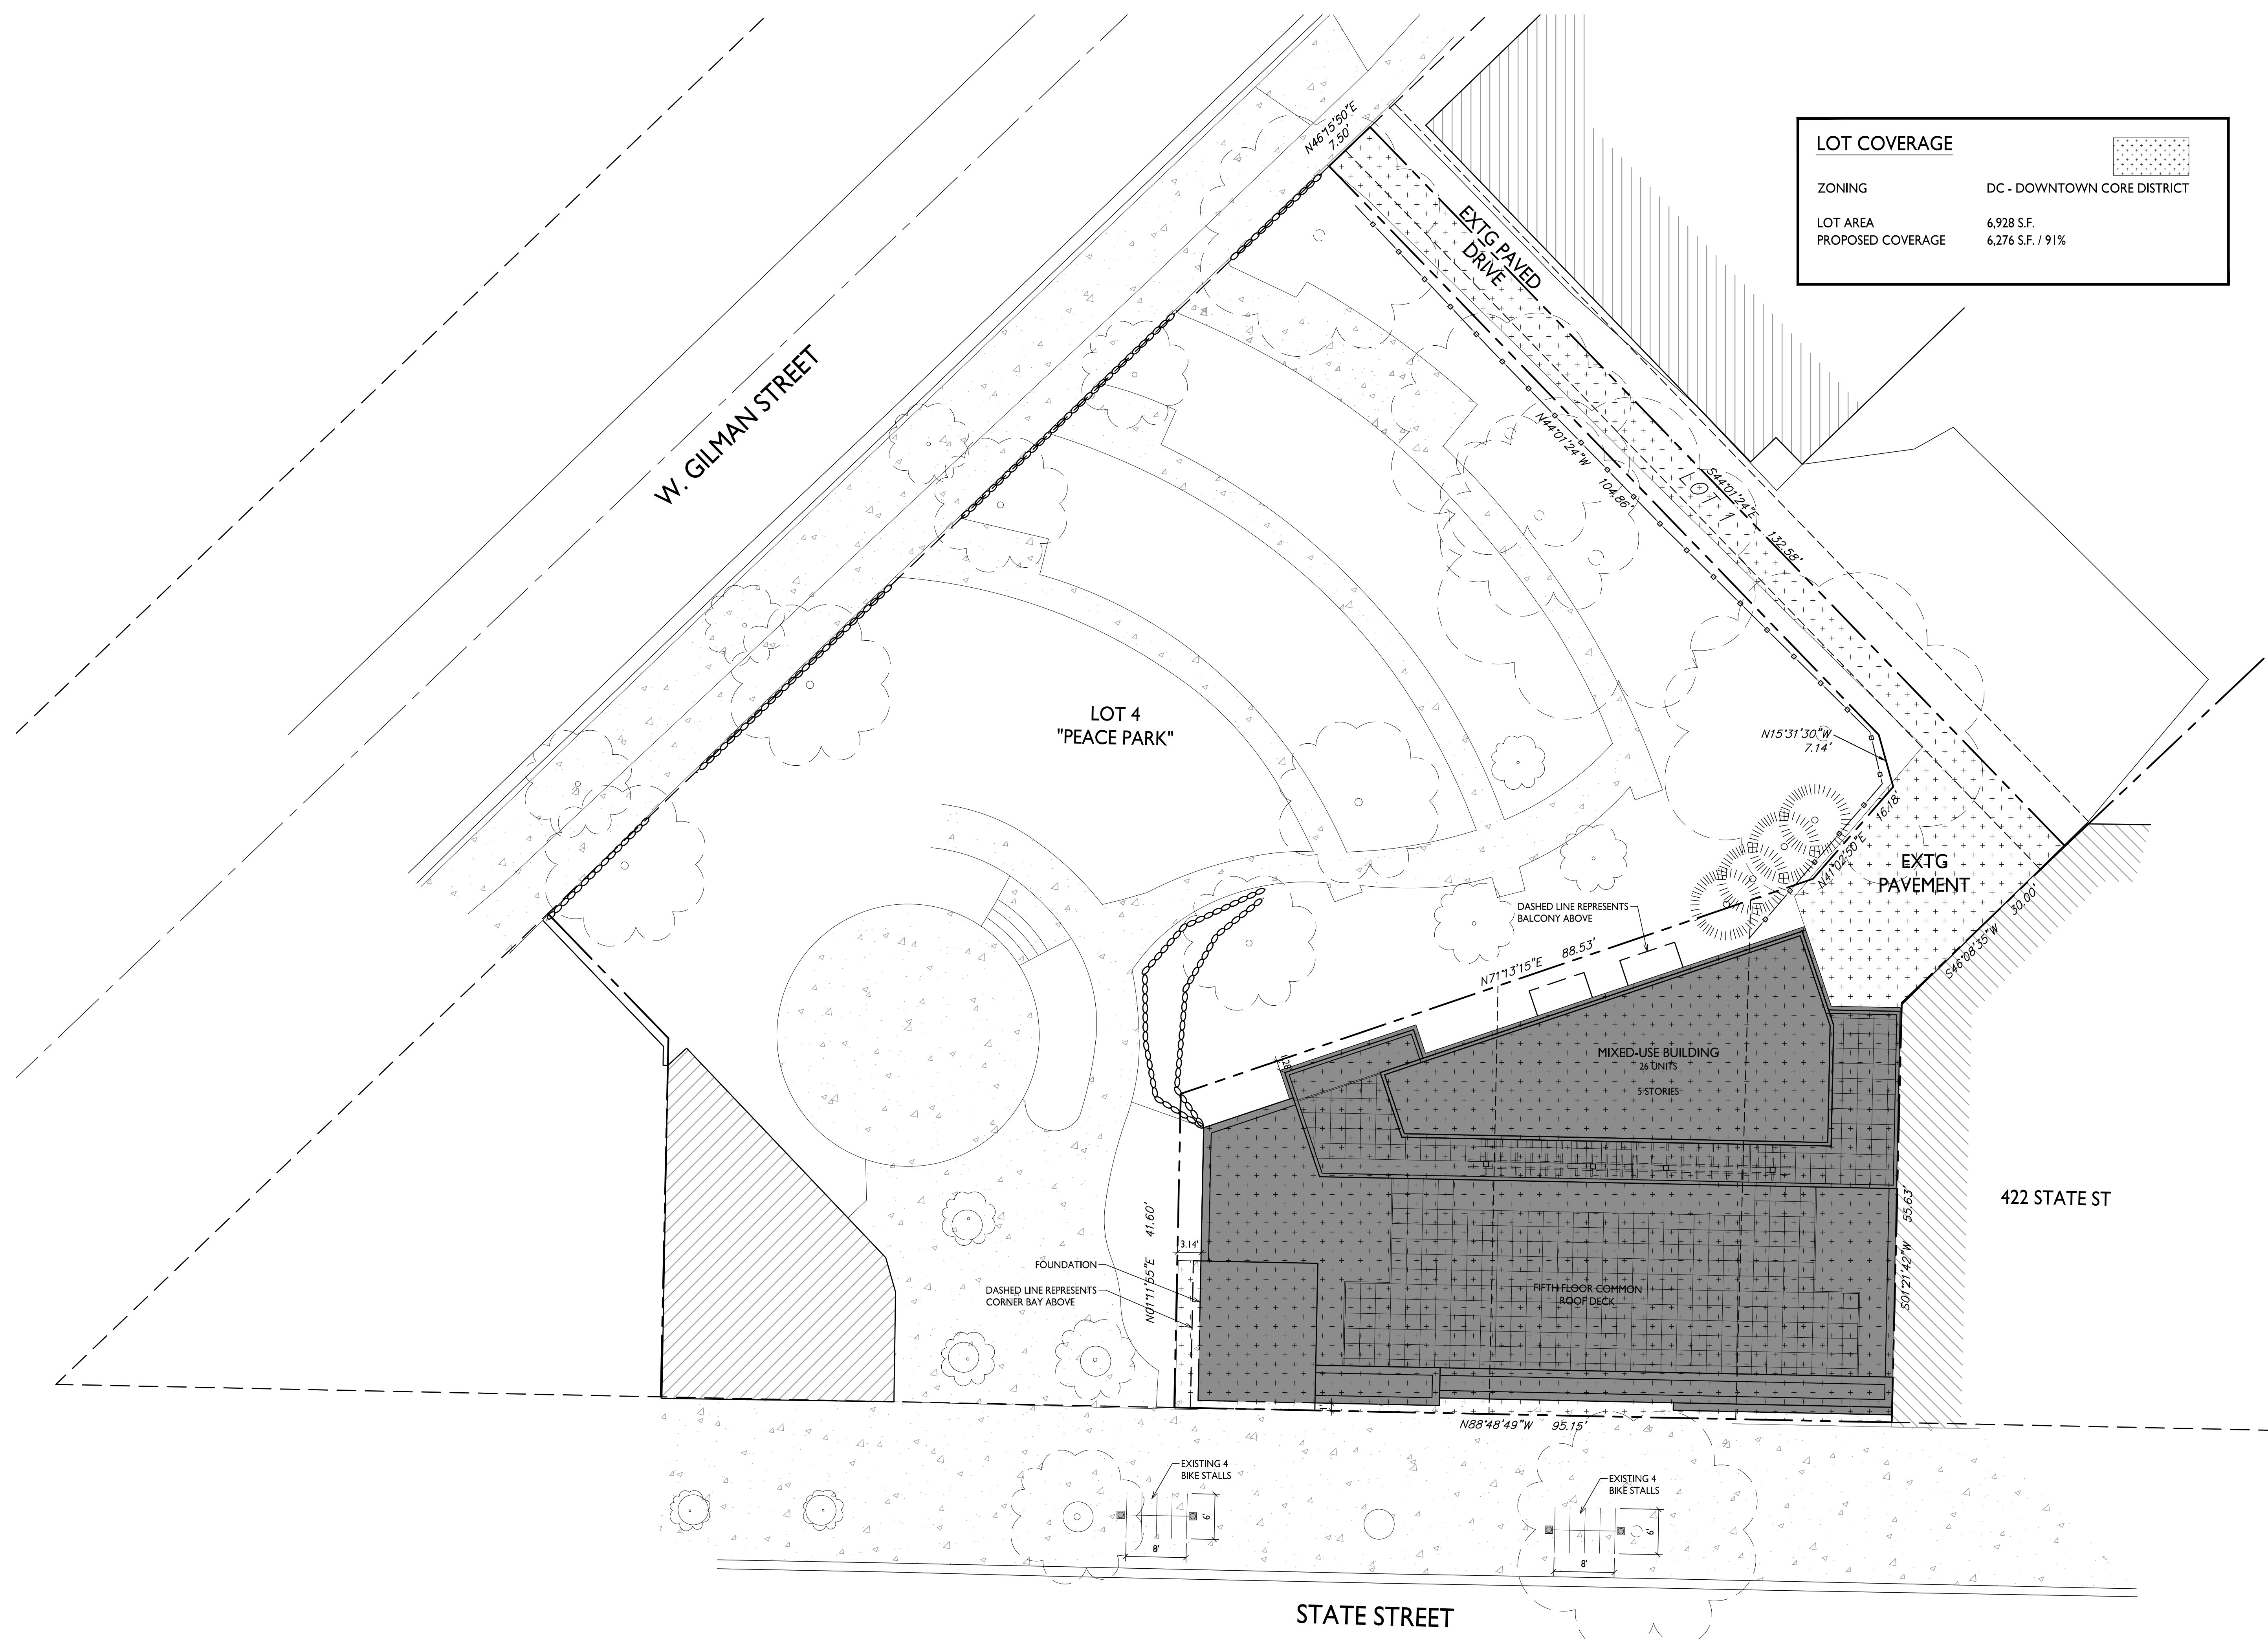 LOT COVERAGE
ZONING DC - DOWNTOWN CORE DISTRICT
LOT AREA 6,928 S.F.
PROPOSED COVERAGE 6,276 S.F. / 91%
N46°15'50"E
7.50'
EXTG PAVED
DRIVE
W. GILMAN STREET
N44°01'24"W
104.86'
LOT 1
S44°01'24"E
132.58'
LOT 4
"PEACE PARK"
N15°31'30"W
7.14'
N41°02'50"E 16.18'
EXTG
PAVEMENT
S46°08'35"W 30.00'
DASHED LINE REPRESENTS
BALCONY ABOVE
N71°13'15"E 88.53'
MIXED-USE BUILDING
26 UNITS
5 STORIES
422 STATE ST
S01°21'42"W 55.63'
N01°11'55"E 41.60'
3.14'
FOUNDATION
DASHED LINE REPRESENTS
CORNER BAY ABOVE
FIFTH FLOOR COMMON
ROOF DECK
N88°48'49"W 95.15'
EXISTING 4
BIKE STALLS
6'
8'
EXISTING 4
BIKE STALLS
6'
8'
STATE STREET